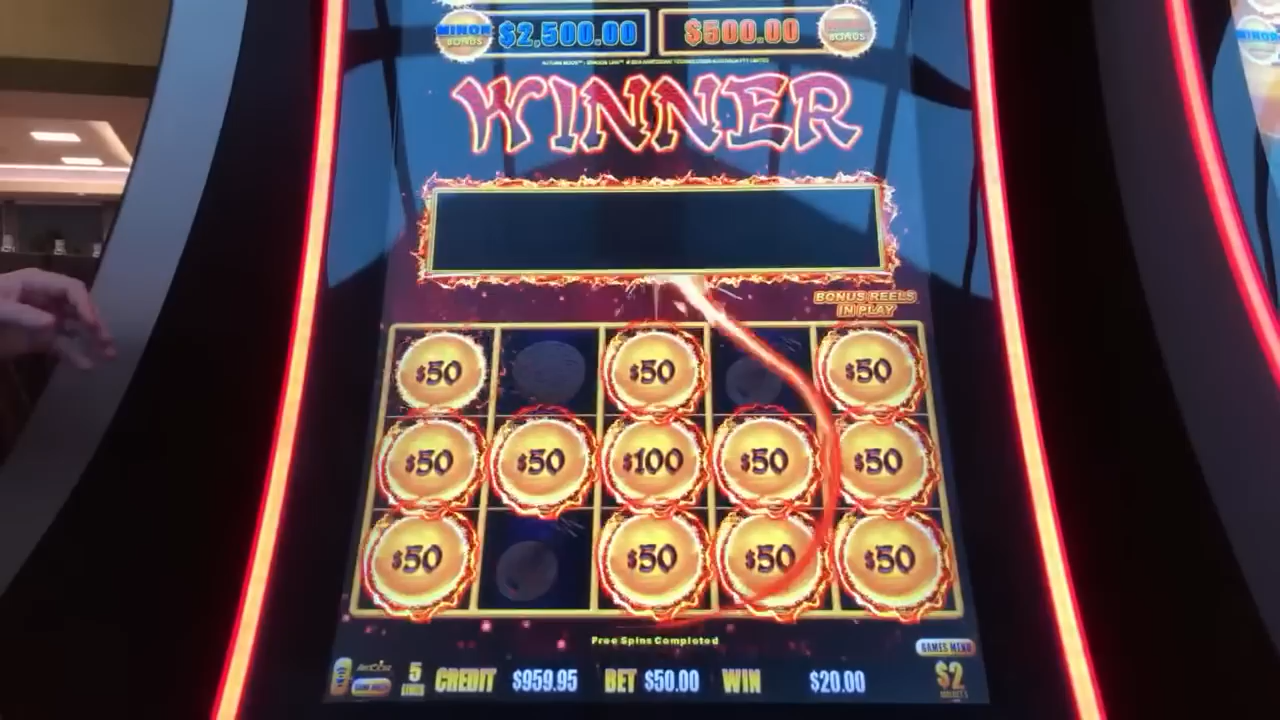 MINOR BONUS $2,500.00 $500.00 BONUS
WINNER
BONUS REELS
IN PLAY
$50 $50 $50
$50 $50 $100 $50 $50
$50 $50 $50 $50
Free Spins Completed
GAMES MENU
5 LINES CREDIT $959.95 BET $50.00 WIN $20.00 $2
MINOR